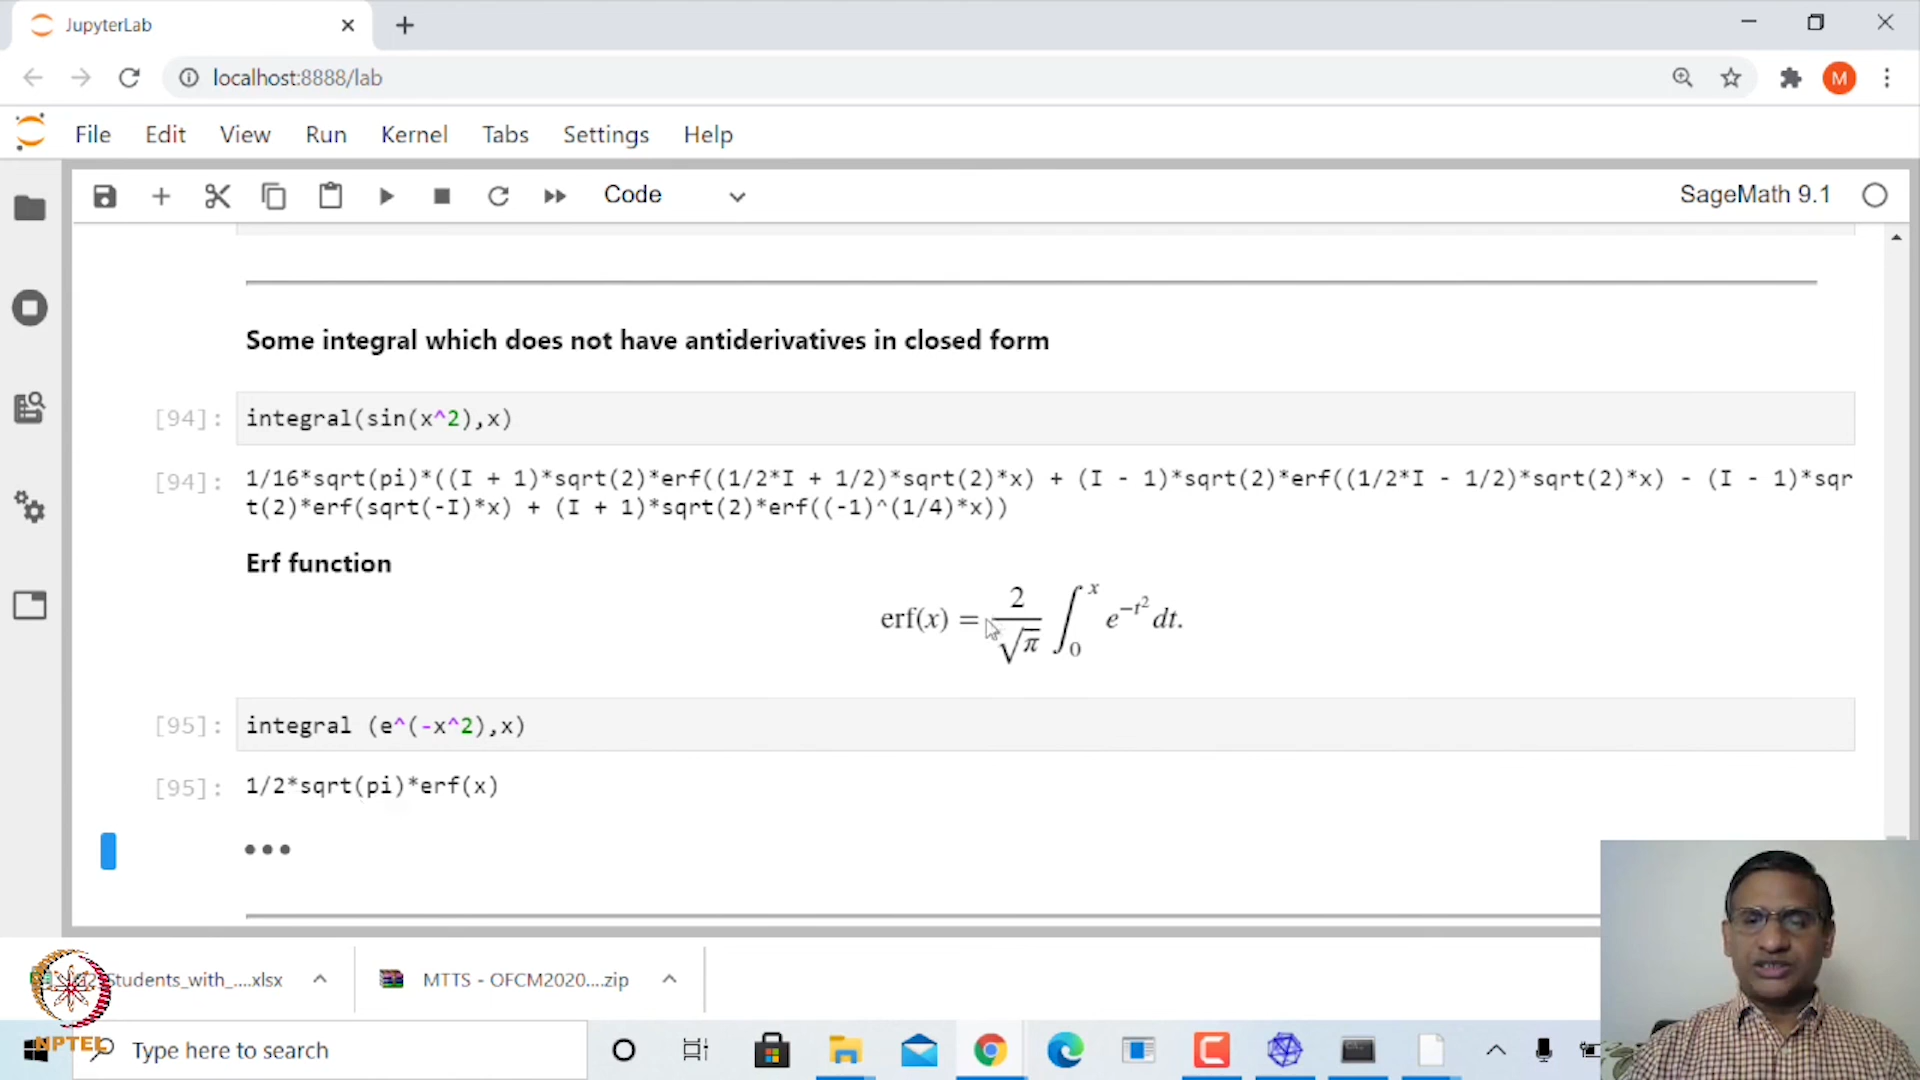 JupyterLab
localhost:8888/lab
M
File Edit View Run Kernel Tabs Settings Help
Code
SageMath 9.1
Some integral which does not have antiderivatives in closed form
[94]: integral(sin(x^2),x)
[94]: 1/16*sqrt(pi)*((I + 1)*sqrt(2)*erf((1/2*I + 1/2)*sqrt(2)*x) + (I - 1)*sqrt(2)*erf((1/2*I - 1/2)*sqrt(2)*x) - (I - 1)*sqr
t(2)*erf(sqrt(-I)*x) + (I + 1)*sqrt(2)*erf((-1)^(1/4)*x))
Erf function
erf(x) = \frac{2}{\sqrt{π}} \int_0^x e^{-t^2} dt.
[95]: integral (e^(-x^2),x)
[95]: 1/2*sqrt(pi)*erf(x)
Students_with_....xlsx
MTTS - OFCM2020....zip
NPTEL
Type here to search